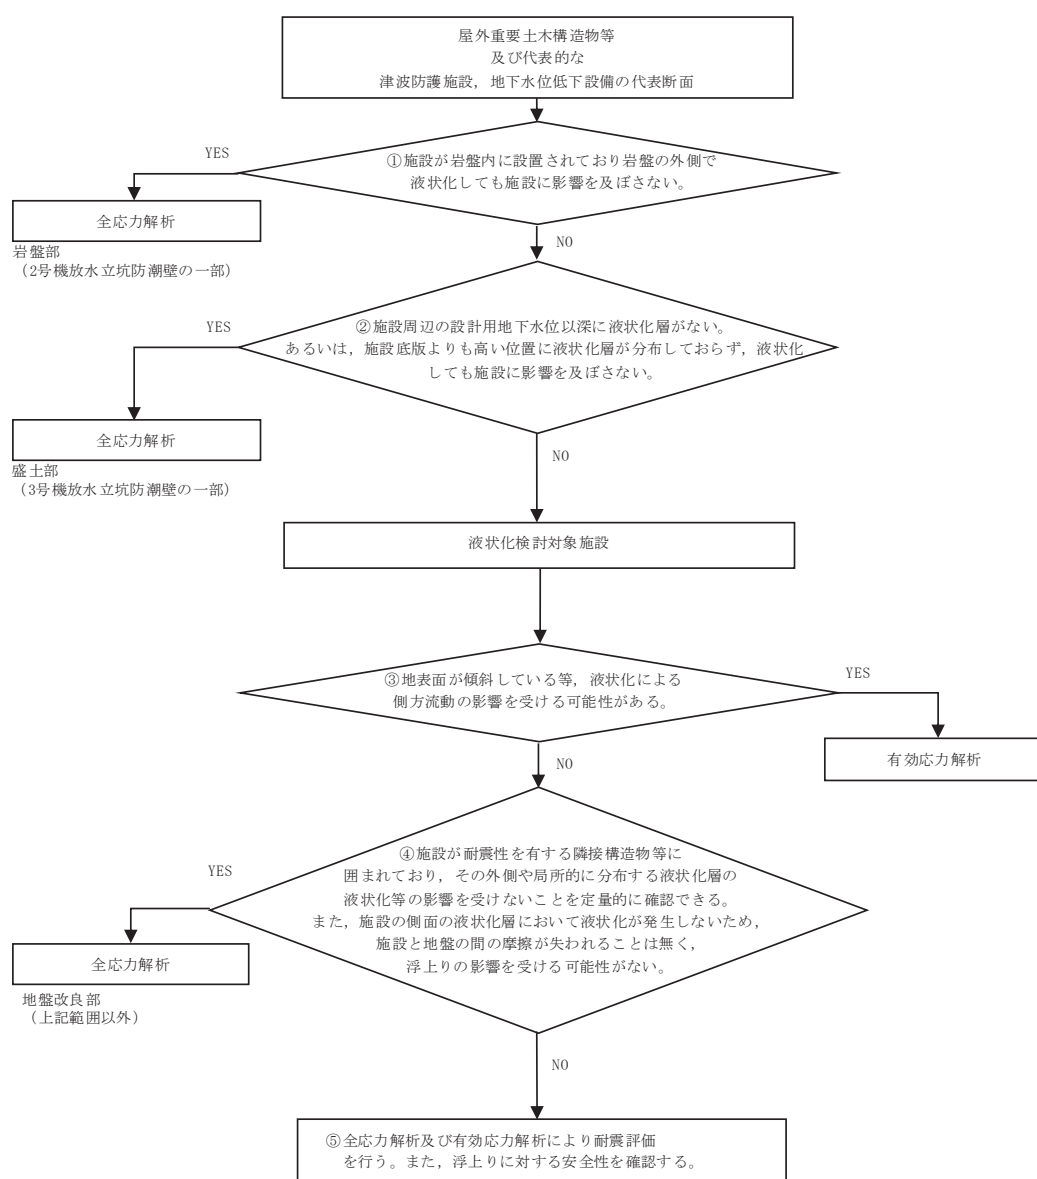 屋外重要土木構造物等
及び代表的な
津波防護施設，地下水位低下設備の代表断面
YES
①施設が岩盤内に設置されており岩盤の外側で
液状化しても施設に影響を及ぼさない。
全応力解析
岩盤部
（2号機放水立坑防潮壁の一部）
NO
YES
②施設周辺の設計用地下水位以深に液状化層がない。
あるいは，施設底版よりも高い位置に液状化層が分布しておらず，液状化
しても施設に影響を及ぼさない。
全応力解析
盛土部
（3号機放水立坑防潮壁の一部）
NO
液状化検討対象施設
③地表面が傾斜している等，液状化による
側方流動の影響を受ける可能性がある。
YES
有効応力解析
NO
④施設が耐震性を有する隣接構造物等に
囲まれており，その外側や局所的に分布する液状化層の
液状化等の影響を受けないことを定量的に確認できる。
また，施設の側面の液状化層において液状化が発生しないため，
施設と地盤の間の摩擦が失われることは無く，
浮上りの影響を受ける可能性がない。
YES
全応力解析
地盤改良部
（上記範囲以外）
NO
⑤全応力解析及び有効応力解析により耐震評価
を行う。また，浮上りに対する安全性を確認する。